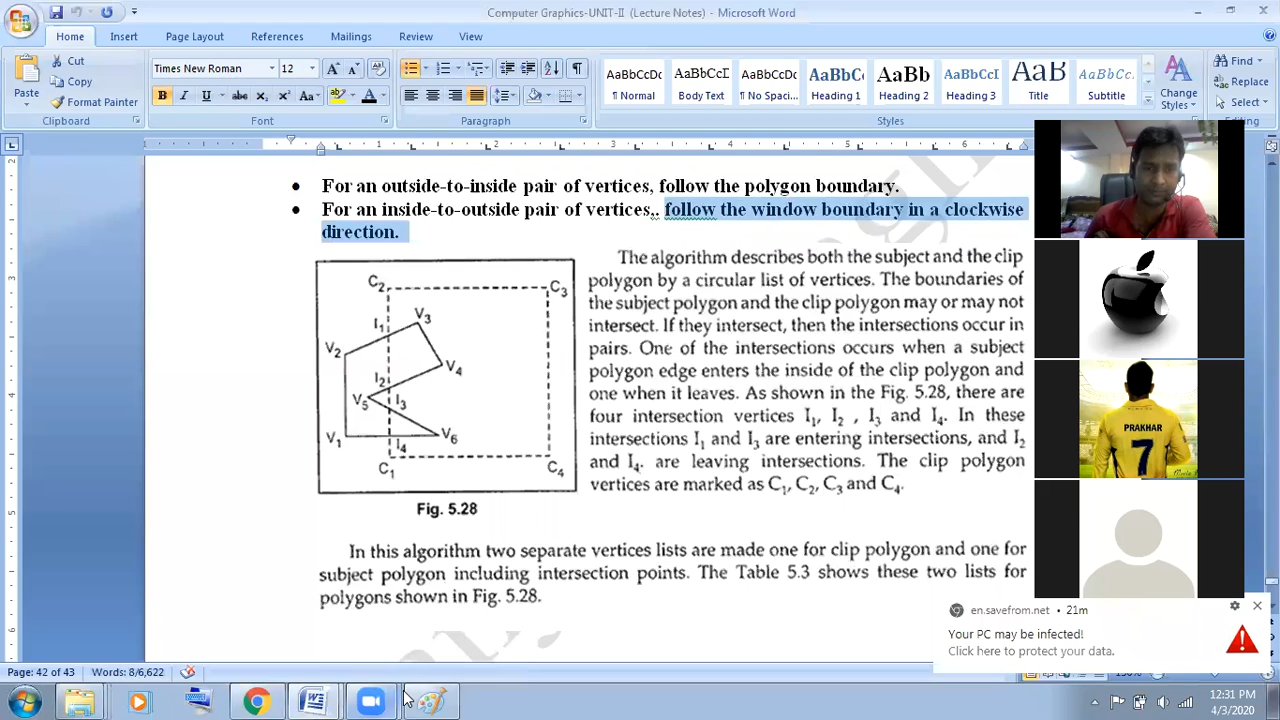 Computer Graphics-UNIT-II (Lecture Notes) - Microsoft Word
Home Insert Page Layout References Mailings Review View
Paste
Cut
Copy
Format Painter
Clipboard
Times New Roman 12
Font
Paragraph
AaBbCcDc AaBbCcI AaBbCcDc AaBbC AaBb AaBbCcI AaB AaBbCcL
¶ Normal Body Text ¶ No Spaci... Heading 1 Heading 2 Heading 3 Title Subtitle
Change Styles
Styles
Find
Replace
Select
Editing
1 2 3 4 5 6
• For an outside-to-inside pair of vertices, follow the polygon boundary.
• For an inside-to-outside pair of vertices,. follow the window boundary in a clockwise
direction.
C2 C3
V3
I1
V2
V4
I2
V5 I3
V1 V6
I4
C1 C4
Fig. 5.28
The algorithm describes both the subject and the clip
polygon by a circular list of vertices. The boundaries of
the subject polygon and the clip polygon may or may not
intersect. If they intersect, then the intersections occur in
pairs. One of the intersections occurs when a subject
polygon edge enters the inside of the clip polygon and
one when it leaves. As shown in the Fig. 5.28, there are
four intersection vertices I1, I2 , I3 and I4. In these
intersections I1 and I3 are entering intersections, and I2
and I4. are leaving intersections. The clip polygon
vertices are marked as C1, C2, C3 and C4.
In this algorithm two separate vertices lists are made one for clip polygon and one for
subject polygon including intersection points. The Table 5.3 shows these two lists for
polygons shown in Fig. 5.28.
PRAKHAR
7
en.savefrom.net • 21m
Your PC may be infected!
Click here to protect your data.
Page: 42 of 43 Words: 8/6,622
12:31 PM
4/3/2020